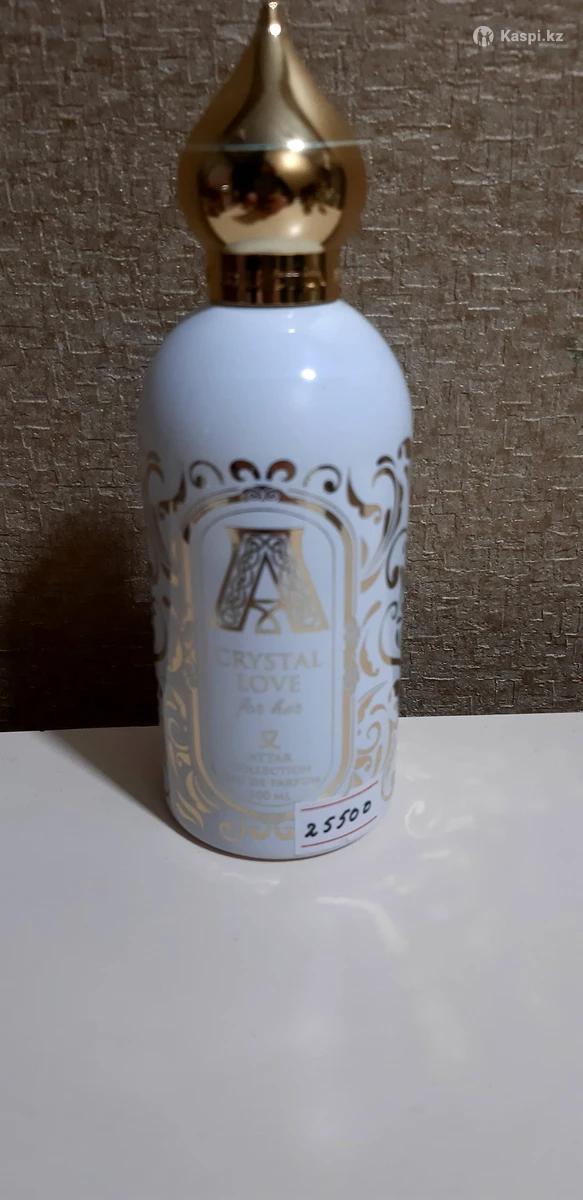 Kaspi.kz
A
CRYSTAL
LOVE
for her
ATTAR
COLLECTION
EAU DE PARFUM
100 ML
25500